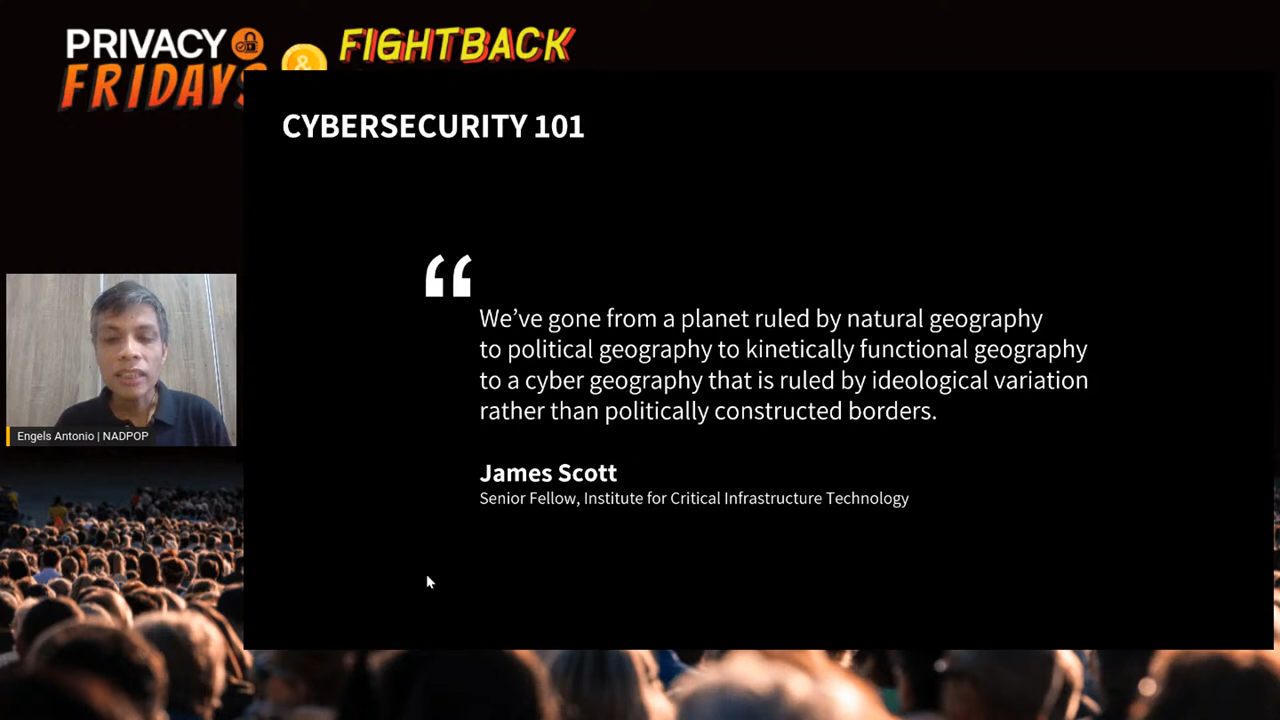 PRIVACY
FRIDAYS
&
FIGHTBACK
CYBERSECURITY 101
“
We’ve gone from a planet ruled by natural geography
to political geography to kinetically functional geography
to a cyber geography that is ruled by ideological variation
rather than politically constructed borders.
James Scott
Senior Fellow, Institute for Critical Infrastructure Technology
Engels Antonio | NADPOP